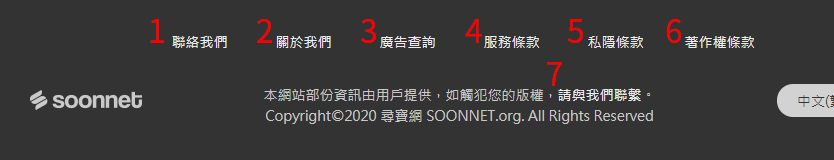 1 聯絡我們 2 關於我們 3 廣告查詢 4 服務條款 5 私隱條款 6 著作權條款
7
soonnet
本網站部份資訊由用戶提供，如觸犯您的版權，請與我們聯繫。
中文(
Copyright©2020 尋寶網 SOONNET.org. All Rights Reserved